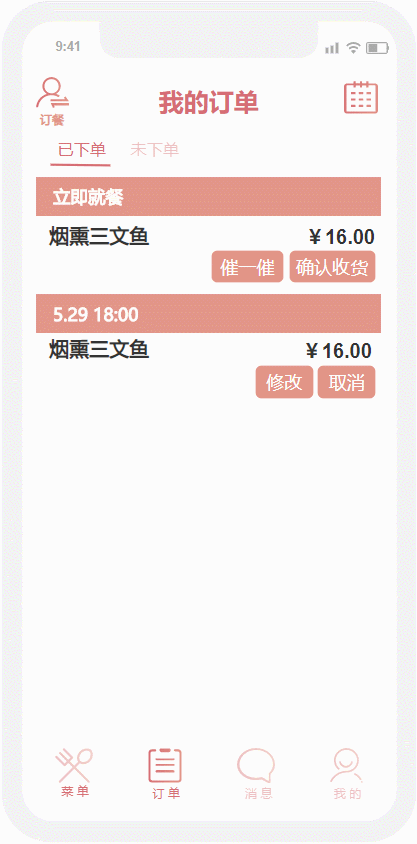 9:41
我的订单
订餐
已下单 未下单
立即就餐
烟熏三文鱼 ￥16.00
催一催 确认收货
5.29 18:00
烟熏三文鱼 ￥16.00
修改 取消
菜单 订单 消息 我的